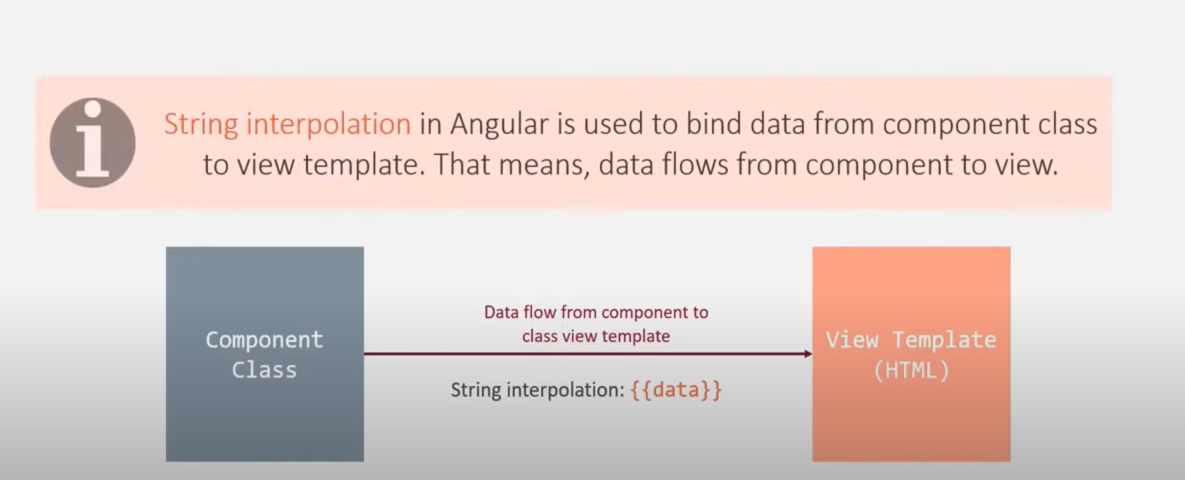 String interpolation in Angular is used to bind data from component class
to view template. That means, data flows from component to view.
Component
Class
Data flow from component to
class view template
String interpolation: {{data}}
View Template
(HTML)